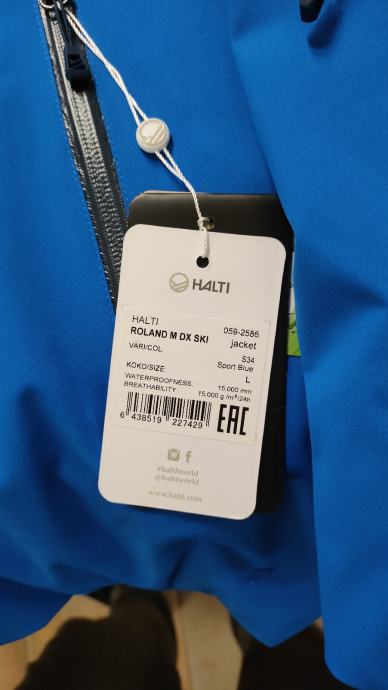 HALTI
HALTI 059-2586
ROLAND M DX SKI jacket
VÄRI/COL: S34
Sport Blue
KOKO/SIZE: L
WATERPROOFNESS: 15,000 mm
BREATHABILITY: 15,000 g /m²/24h
6 438519 227429
EAC
#haltiworld
@haltiworld
www.halti.com